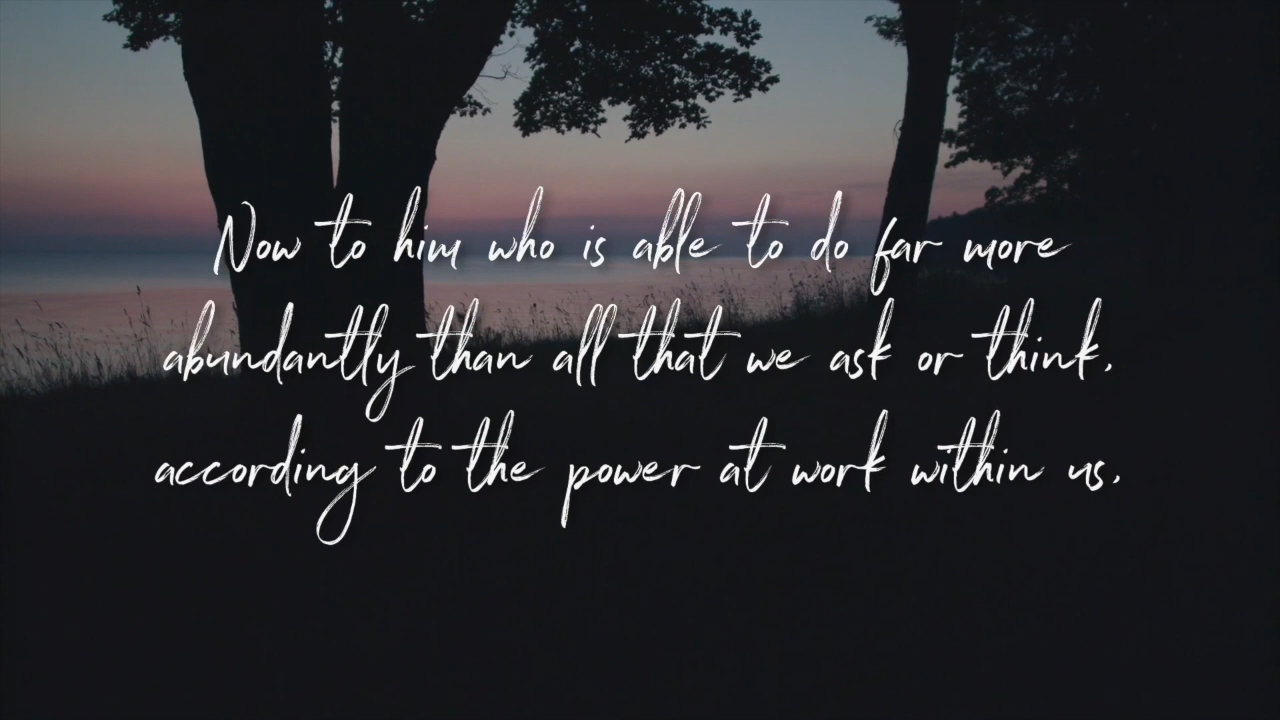 Now to him who is able to do far more
abundantly than all that we ask or think,
according to the power at work within us,